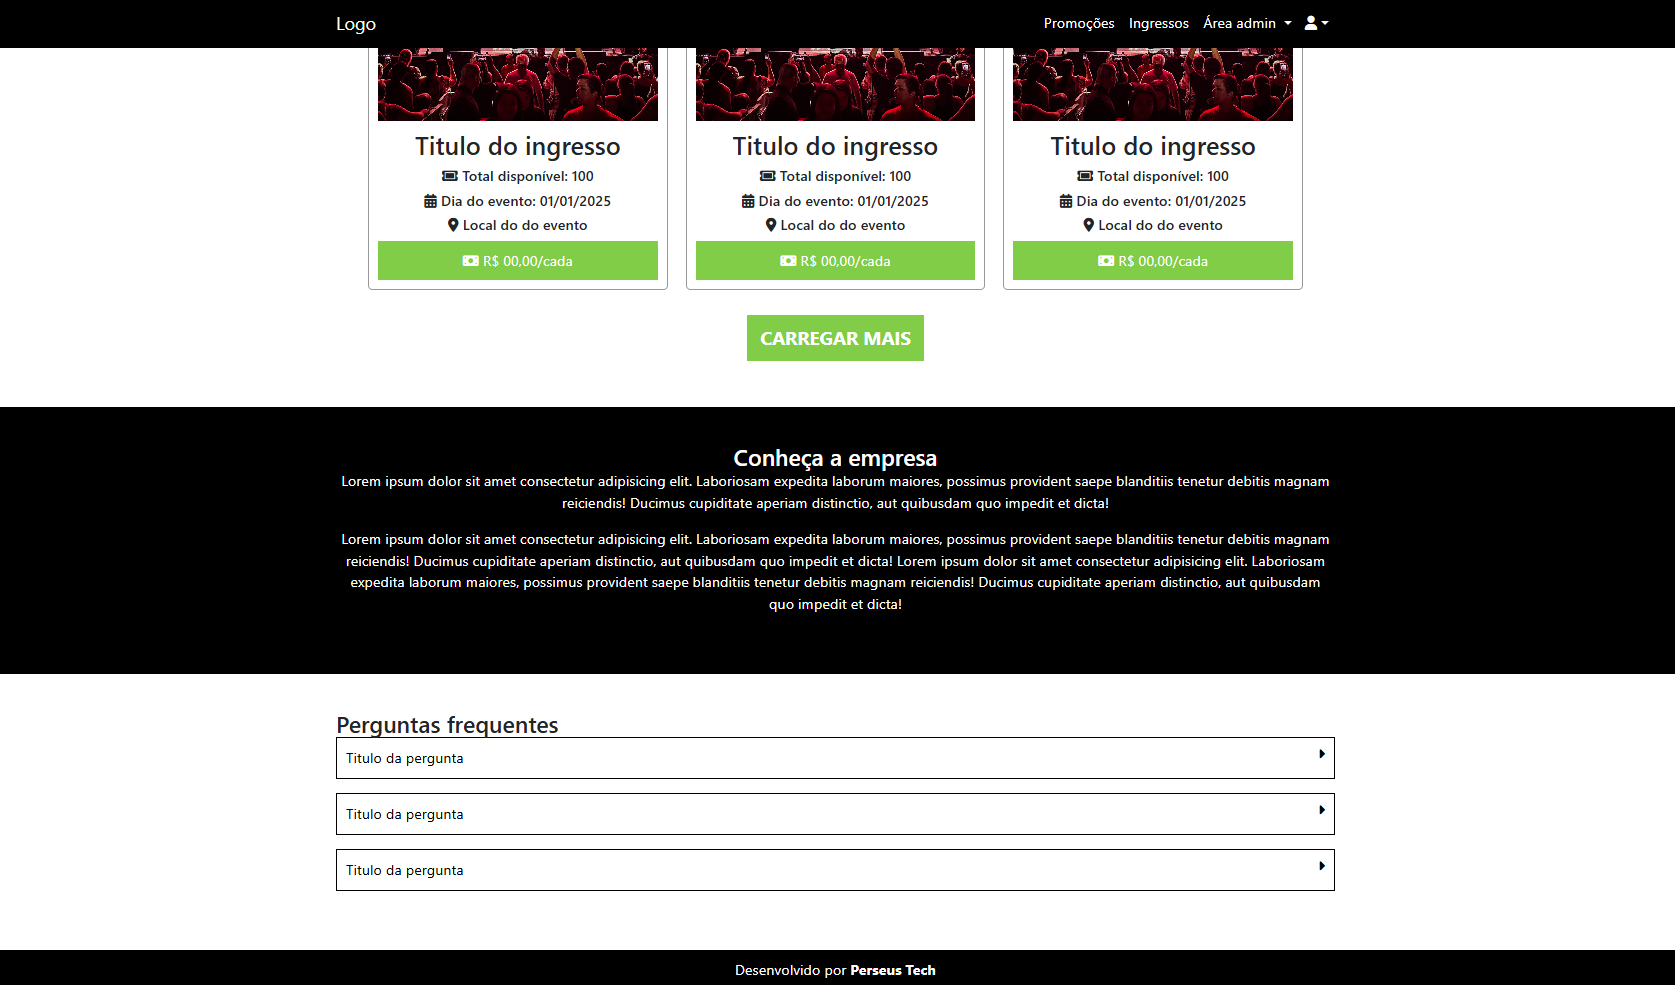 Logo
Promoções Ingressos Área admin
Titulo do ingresso Titulo do ingresso Titulo do ingresso
Total disponível: 100 Total disponível: 100 Total disponível: 100
Dia do evento: 01/01/2025 Dia do evento: 01/01/2025 Dia do evento: 01/01/2025
Local do do evento Local do do evento Local do do evento
R$ 00,00/cada R$ 00,00/cada R$ 00,00/cada
CARREGAR MAIS
Conheça a empresa
Lorem ipsum dolor sit amet consectetur adipisicing elit. Laboriosam expedita laborum maiores, possimus provident saepe blanditiis tenetur debitis magnam
reiciendis! Ducimus cupiditate aperiam distinctio, aut quibusdam quo impedit et dicta!
Lorem ipsum dolor sit amet consectetur adipisicing elit. Laboriosam expedita laborum maiores, possimus provident saepe blanditiis tenetur debitis magnam
reiciendis! Ducimus cupiditate aperiam distinctio, aut quibusdam quo impedit et dicta! Lorem ipsum dolor sit amet consectetur adipisicing elit. Laboriosam
expedita laborum maiores, possimus provident saepe blanditiis tenetur debitis magnam reiciendis! Ducimus cupiditate aperiam distinctio, aut quibusdam
quo impedit et dicta!
Perguntas frequentes
Titulo da pergunta
Titulo da pergunta
Titulo da pergunta
Desenvolvido por Perseus Tech